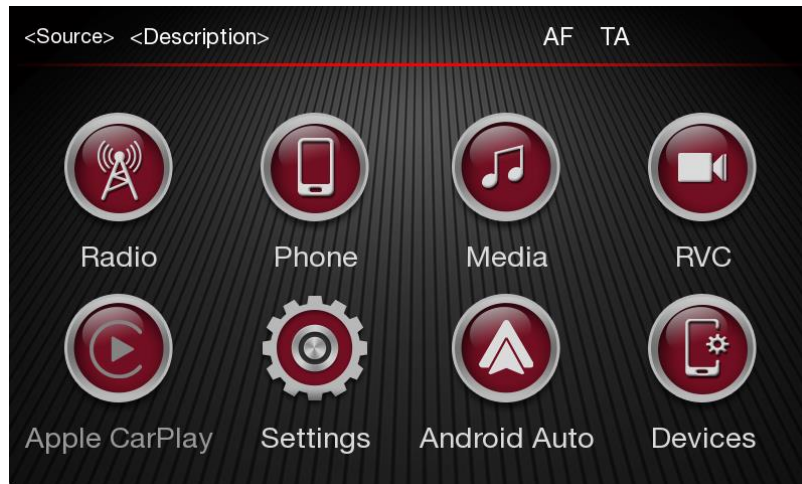 <Source> <Description> AF TA
Radio Phone Media RVC
Apple CarPlay Settings Android Auto Devices